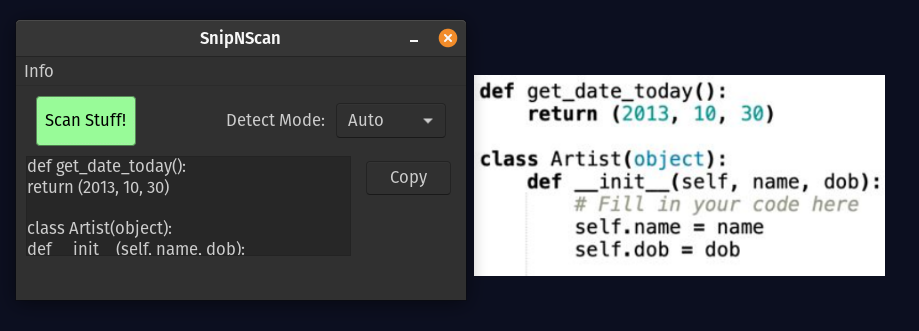 SnipNScan
Info
Scan Stuff!
Detect Mode:
Auto
def get_date_today():
return (2013, 10, 30)

class Artist(object):
def __init__(self, name, dob):
Copy
def get_date_today():
    return (2013, 10, 30)

class Artist(object):
    def __init__(self, name, dob):
        # Fill in your code here
        self.name = name
        self.dob = dob